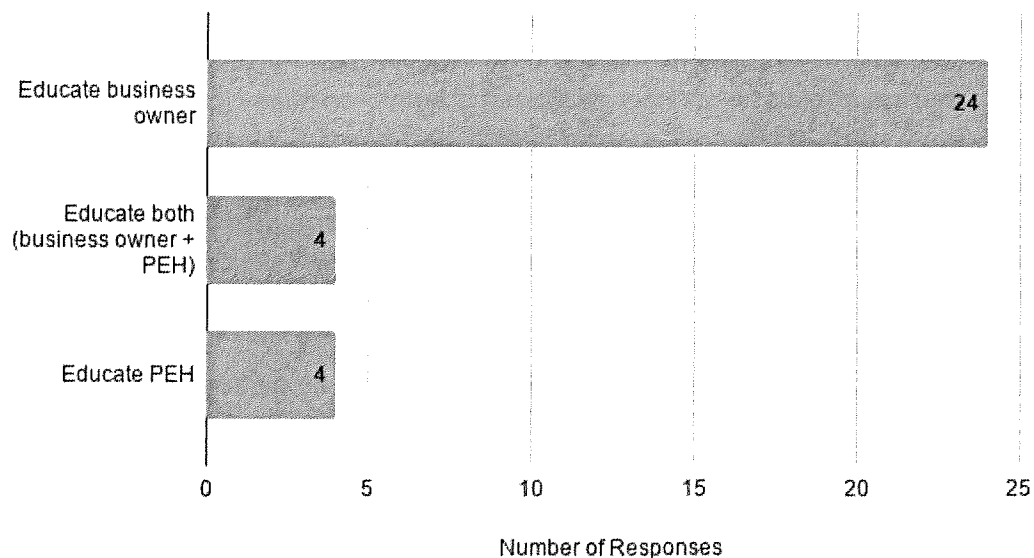 Educate business
owner
24
Educate both
(business owner +
PEH)
4
Educate PEH
4
0 5 10 15 20 25
Number of Responses